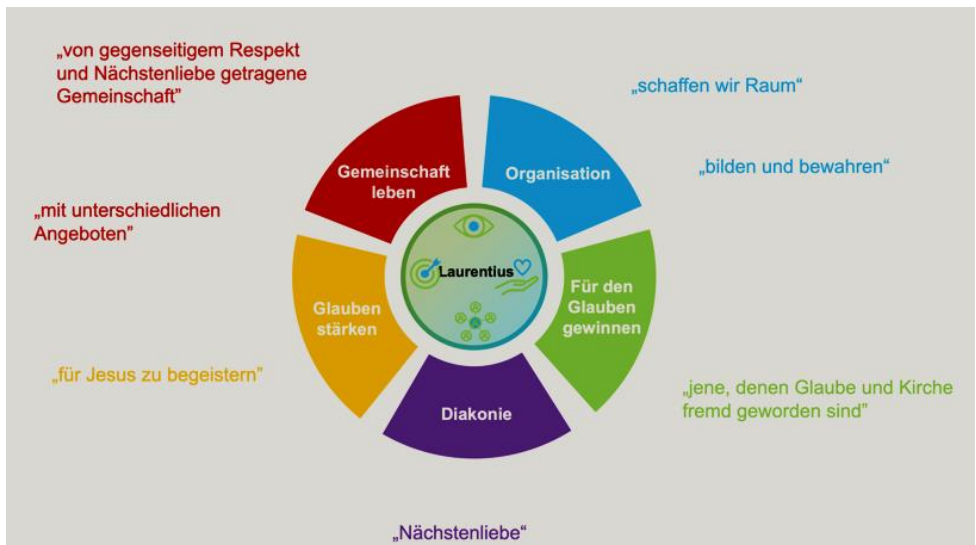 „von gegenseitigem Respekt
und Nächstenliebe getragene
Gemeinschaft”
„schaffen wir Raum“
„bilden und bewahren“
„mit unterschiedlichen
Angeboten”
Gemeinschaft
leben
Organisation
Laurentius
Glauben
stärken
Für den
Glauben
gewinnen
Diakonie
„für Jesus zu begeistern”
„jene, denen Glaube und Kirche
fremd geworden sind”
„Nächstenliebe“